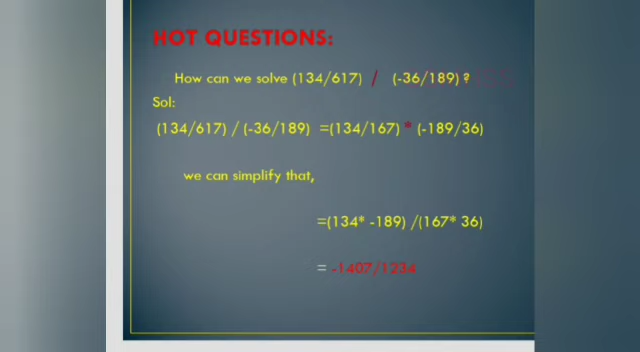 HOT QUESTIONS:
How can we solve (134/617) / (-36/189) ?
Sol:
(134/617) / (-36/189) =(134/167) * (-189/36)
we can simplify that,
=(134* -189) /(167* 36)
= -1407/1234